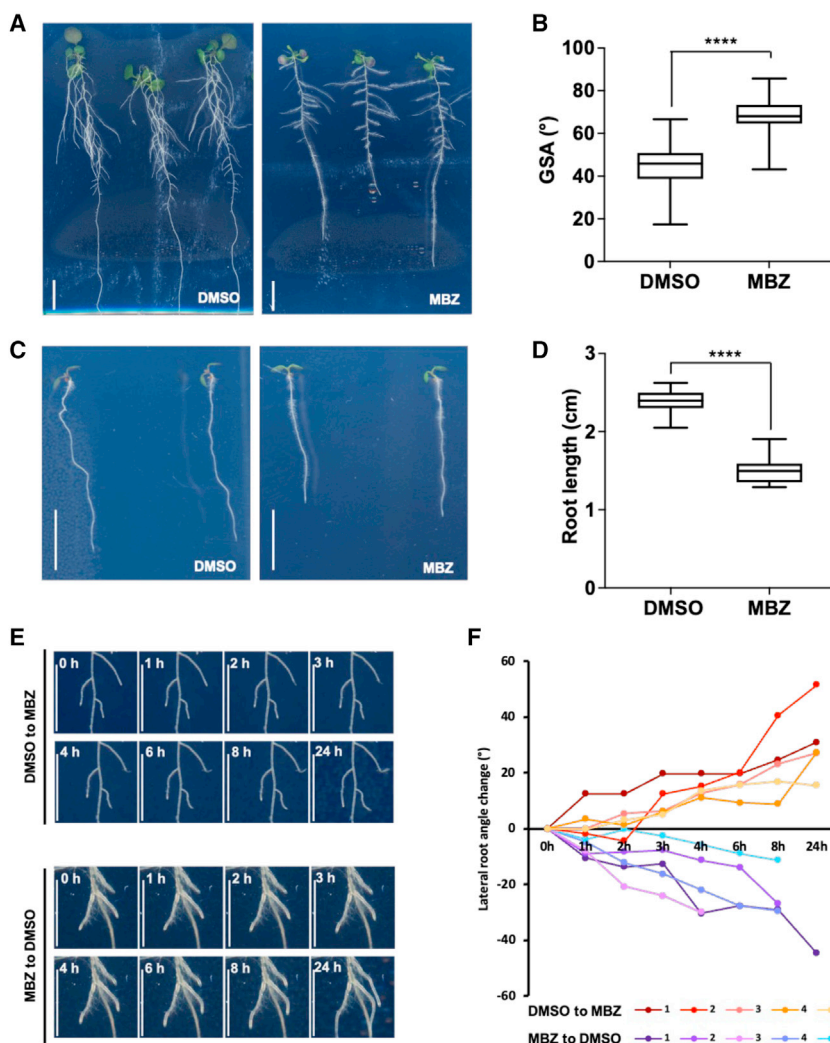 A
DMSO
MBZ
B
GSA (°)
100
80
60
40
20
0
****
DMSO
MBZ
C
DMSO
MBZ
D
Root length (cm)
3
2
1
0
****
DMSO
MBZ
E
DMSO to MBZ
0 h
1 h
2 h
3 h
4 h
6 h
8 h
24 h
MBZ to DMSO
0 h
1 h
2 h
3 h
4 h
6 h
8 h
24 h
F
Lateral root angle change (°)
60
40
20
0
-20
-40
-60
0h 1h 2h 3h 4h 6h 8h 24h
DMSO to MBZ 1 2 3 4
MBZ to DMSO 1 2 3 4